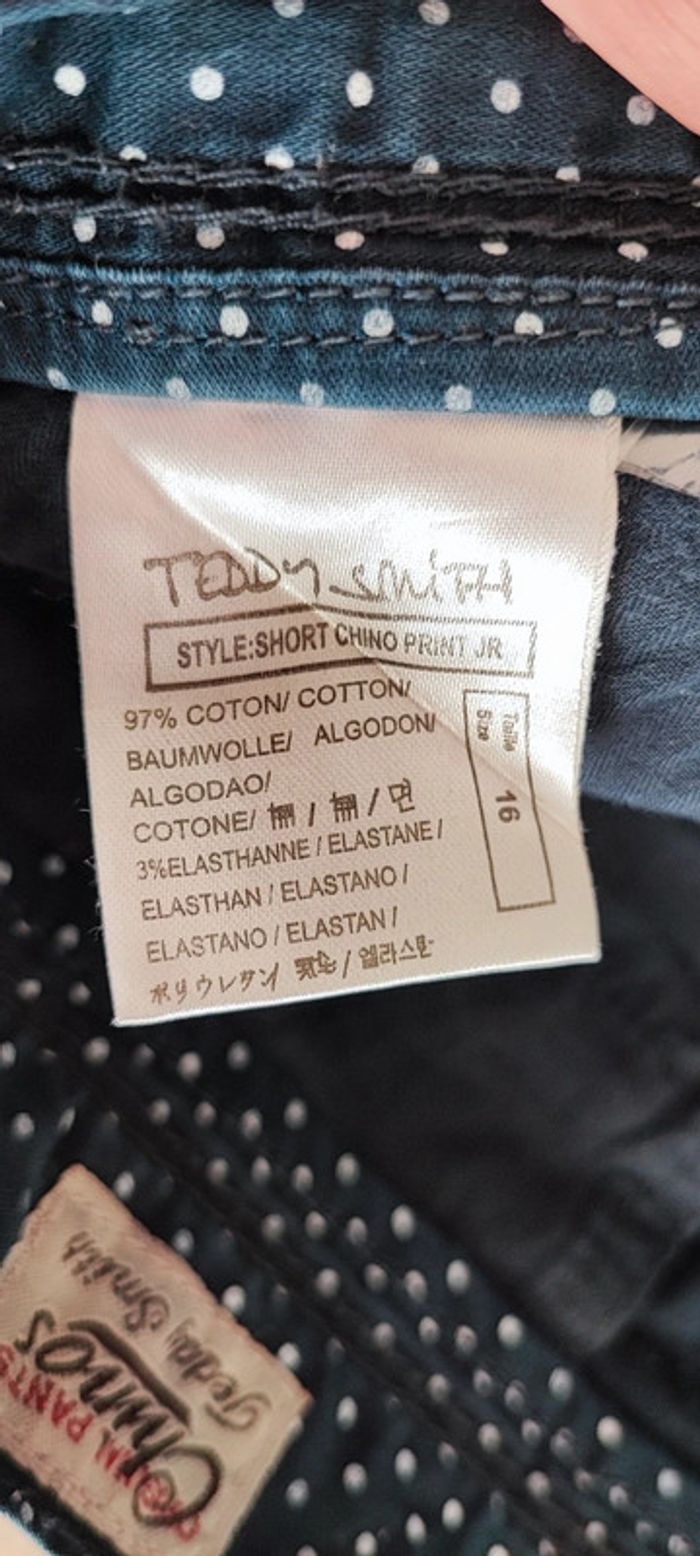 TEDDY SMITH
STYLE:SHORT CHINO PRINT JR
97% COTON/ COTTON/
BAUMWOLLE/ ALGODON/
ALGODAO/
COTONE/ / / 면
3%ELASTHANNE / ELASTANE /
ELASTHAN / ELASTANO /
ELASTANO / ELASTAN /
ポリウレタン / 엘라스탄
Taille
Size
16
Teddy Smith
Chinos
ORIGINAL PANTS